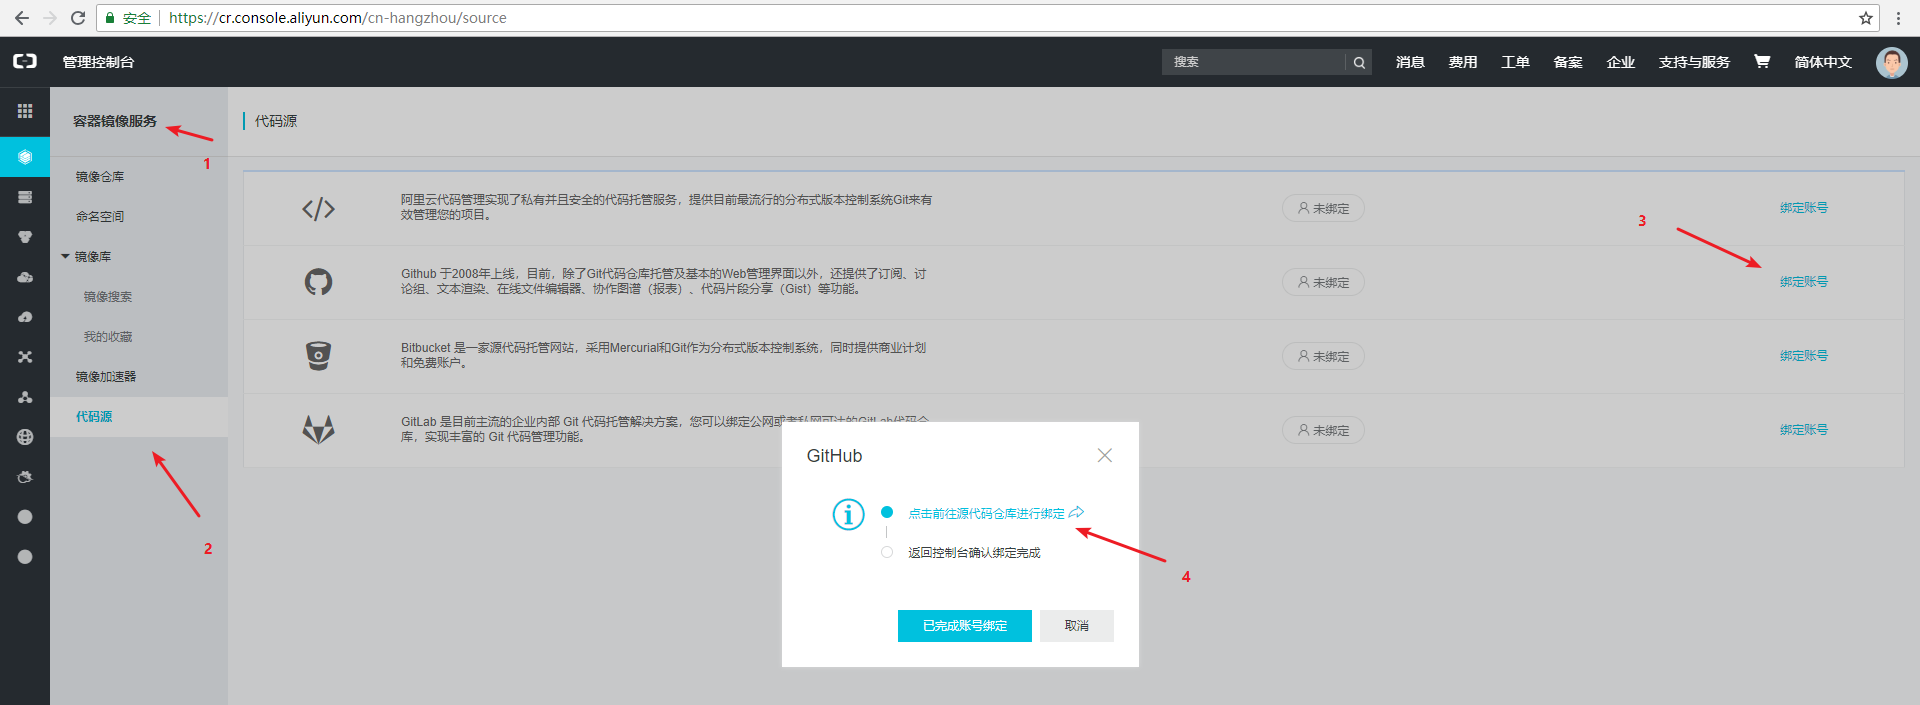 安全 https://cr.console.aliyun.com/cn-hangzhou/source
管理控制台
搜索
消息 费用 工单 备案 企业 支持与服务 简体中文
容器镜像服务
1
镜像仓库
命名空间
镜像库
镜像搜索
我的收藏
镜像加速器
代码源
2
代码源
阿里云代码管理实现了私有并且安全的代码托管服务，提供目前最流行的分布式版本控制系统Git来有
效管理您的项目。
未绑定
绑定账号
3
Github 于2008年上线，目前，除了Git代码仓库托管及基本的Web管理界面以外，还提供了订阅、讨
论组、文本渲染、在线文件编辑器、协作图谱（报表）、代码片段分享（Gist）等功能。
未绑定
绑定账号
Bitbucket 是一家源代码托管网站，采用Mercurial和Git作为分布式版本控制系统，同时提供商业计划
和免费账户。
未绑定
绑定账号
GitLab 是目前主流的企业内部 Git 代码托管解决方案，您可以绑定公网或者私网可达的GitLab代码仓
库，实现丰富的 Git 代码管理功能。
未绑定
绑定账号
GitHub
点击前往源代码仓库进行绑定
返回控制台确认绑定完成
4
已完成账号绑定
取消